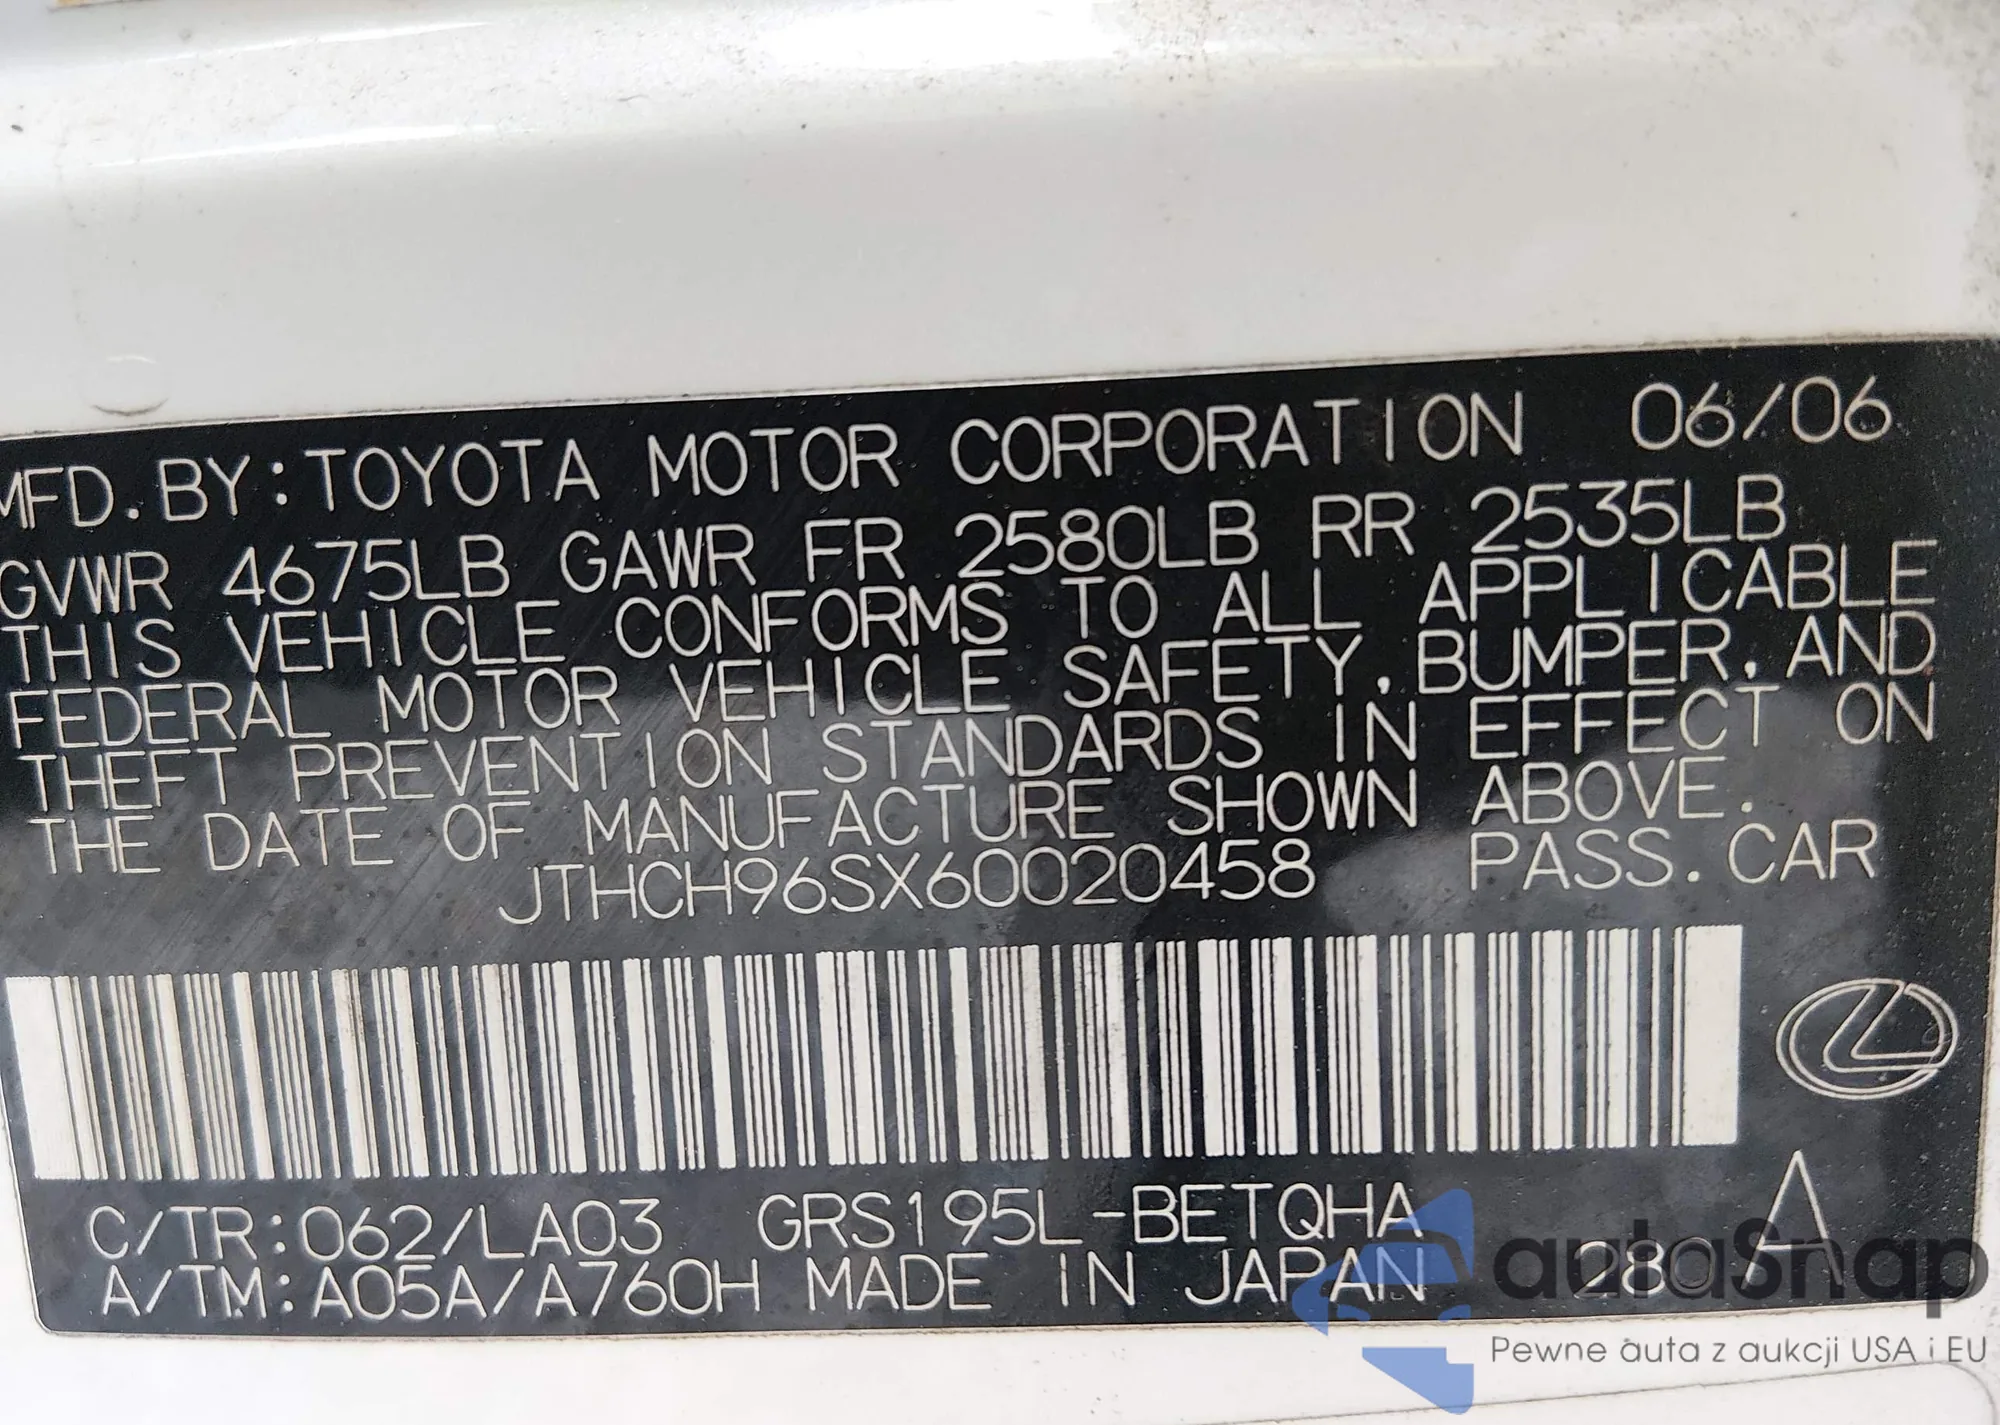 MFD. BY: TOYOTA MOTOR CORPORATION 06/06
GVWR 4675LB GAWR FR 2580LB RR 2535LB
THIS VEHICLE CONFORMS TO ALL APPLICABLE
FEDERAL MOTOR VEHICLE SAFETY, BUMPER, AND
THEFT PREVENTION STANDARDS IN EFFECT ON
THE DATE OF MANUFACTURE SHOWN ABOVE.
JTHCH96SX60020458 PASS. CAR
C/TR: 062/LA03 GRS195L-BETQHA
A/TM: A05A/A760H MADE IN JAPAN 280 A
autoSnap
Pewne auta z aukcji USA i EU